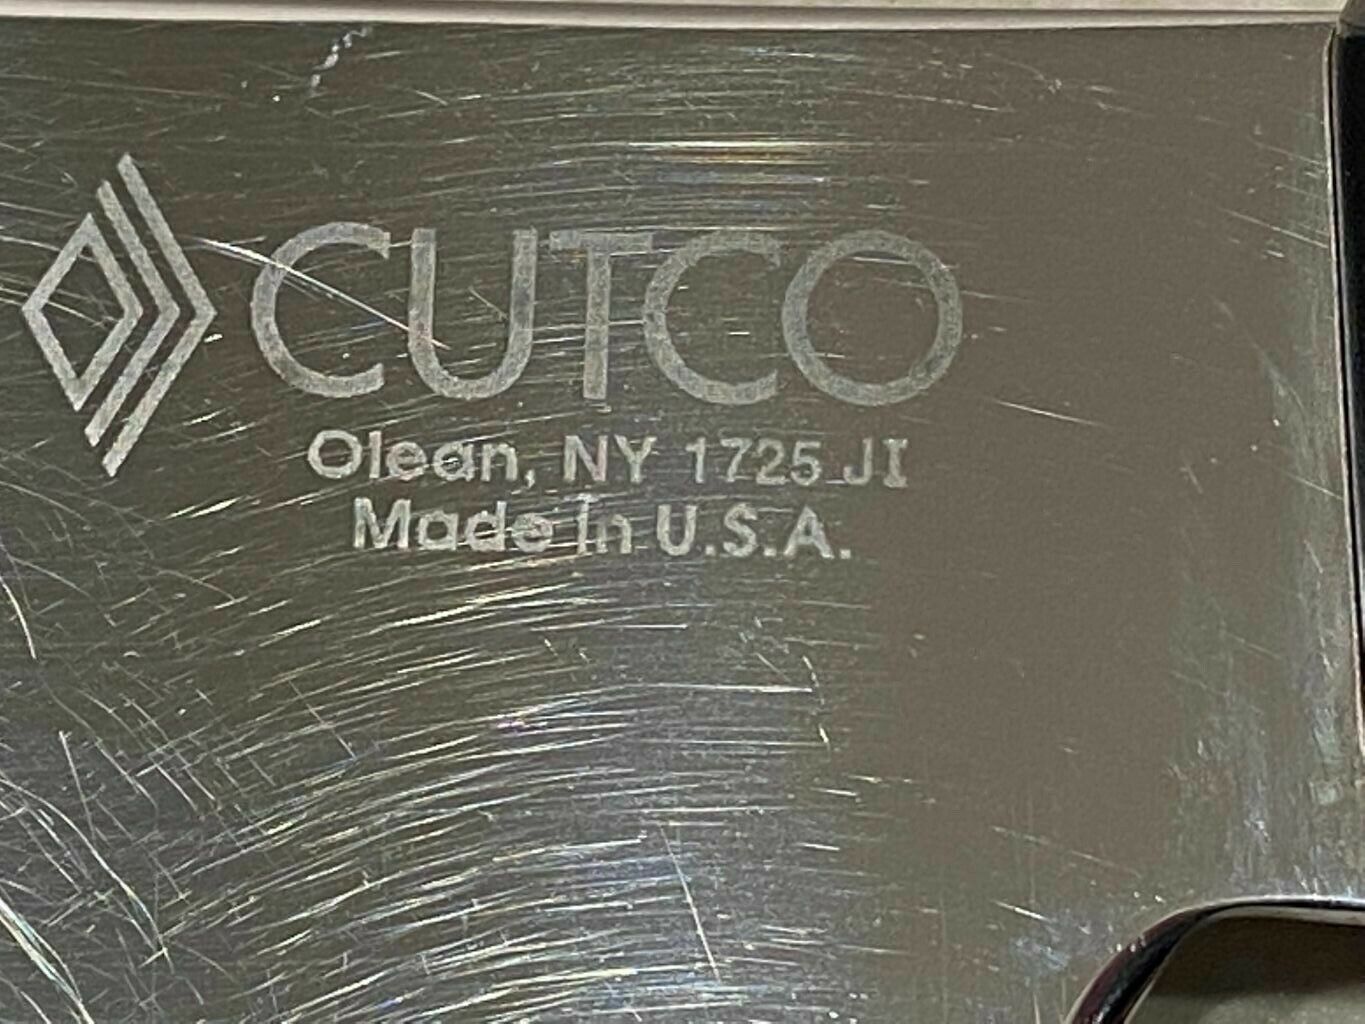 CUTCO
Olean, NY 1725 JI
Made in U.S.A.